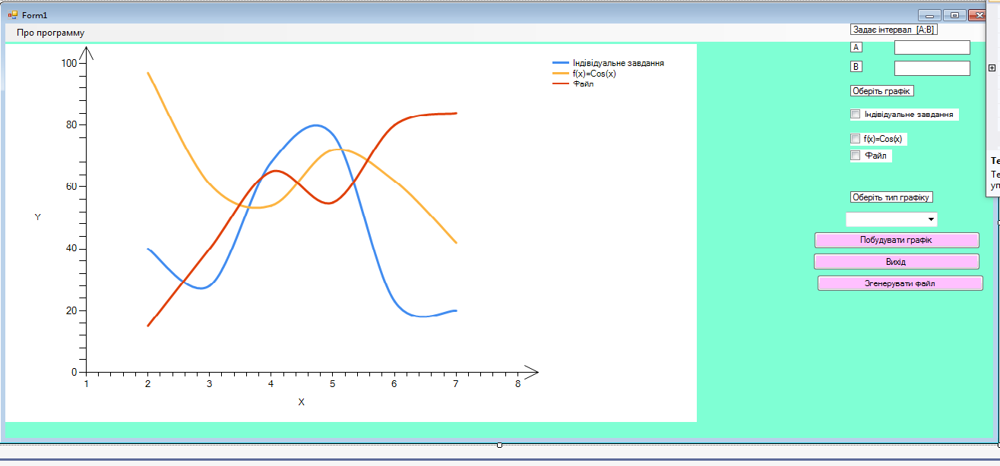 Form1
Про программу
Задає інтервал [A;B]
A
B
Оберіть графік
Індівідуальне завдання
f(x)=Cos(x)
Файл
Оберіть тип графіку
Побудувати графік
Вихід
Згенерувати файл
Індівідуальне завдання
f(x)=Cos(x)
Файл
100
80
60
40
20
0
Y
1 2 3 4 5 6 7 8
X
Те
Те
уп